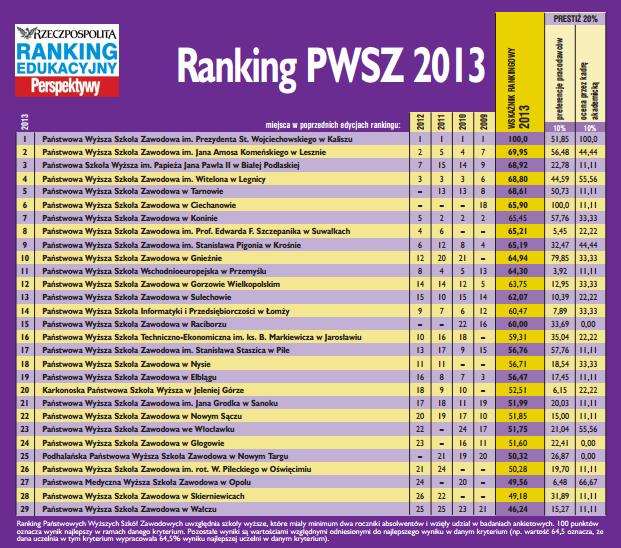 RZECZPOSPOLITA
RANKING
EDUKACYJNY
Perspektywy
Ranking PWSZ 2013
miejsca w poprzednich edycjach rankingu:
PRESTIŻ 20%
2013 2012 2011 2010 2009 WSKAŹNIK RANKINGOWY 2013 preferencje pracodawców ocena przez kadrę akademicką
10% 10%
1 Państwowa Wyższa Szkoła Zawodowa im. Prezydenta St. Wojciechowskiego w Kaliszu 1 1 1 1 100,0 51,85 100,0
2 Państwowa Wyższa Szkoła Zawodowa im. Jana Amosa Komeńskiego w Lesznie 2 5 4 7 69,95 56,48 44,44
3 Państwowa Szkoła Wyższa im. Papieża Jana Pawła II w Białej Podlaskiej 7 15 14 9 68,92 22,78 11,11
4 Państwowa Wyższa Szkoła Zawodowa im. Witelona w Legnicy 3 3 3 6 68,80 44,59 55,56
5 Państwowa Wyższa Szkoła Zawodowa w Tarnowie – 13 13 8 68,61 50,73 11,11
6 Państwowa Wyższa Szkoła Zawodowa w Ciechanowie – – – 18 65,90 100,0 11,11
7 Państwowa Wyższa Szkoła Zawodowa w Koninie 5 2 2 2 65,45 57,76 33,33
8 Państwowa Wyższa Szkoła Zawodowa im. Prof. Edwarda F. Szczepanika w Suwałkach 4 6 – – 65,21 5,45 22,22
9 Państwowa Wyższa Szkoła Zawodowa im. Stanisława Pigonia w Krośnie 6 12 8 4 65,19 32,47 44,44
10 Państwowa Wyższa Szkoła Zawodowa w Gnieźnie 12 20 21 – 64,94 79,85 33,33
11 Państwowa Wyższa Szkoła Wschodnioeuropejska w Przemyślu 8 4 5 13 64,30 3,92 11,11
12 Państwowa Wyższa Szkoła Zawodowa w Gorzowie Wielkopolskim 14 14 12 5 63,75 12,95 33,33
13 Państwowa Wyższa Szkoła Zawodowa w Sulechowie 15 10 15 14 62,07 10,39 22,22
14 Państwowa Wyższa Szkoła Informatyki i Przedsiębiorczości w Łomży 9 7 6 12 60,47 7,89 33,33
15 Państwowa Wyższa Szkoła Zawodowa w Raciborzu – – 22 16 60,00 33,69 0,00
16 Państwowa Wyższa Szkoła Techniczno-Ekonomiczna im. ks. B. Markiewicza w Jarosławiu 10 16 18 – 59,31 35,04 22,22
17 Państwowa Wyższa Szkoła Zawodowa im. Stanisława Staszica w Pile 13 17 9 15 56,76 57,76 11,11
18 Państwowa Wyższa Szkoła Zawodowa w Nysie 11 11 – – 56,71 18,54 33,33
19 Państwowa Wyższa Szkoła Zawodowa w Elblągu 16 8 7 3 56,47 17,45 11,11
20 Karkonoska Państwowa Szkoła Wyższa w Jeleniej Górze 18 9 10 – 52,51 6,15 22,22
21 Państwowa Wyższa Szkoła Zawodowa im. Jana Grodka w Sanoku 17 18 11 19 51,99 20,03 11,11
22 Państwowa Wyższa Szkoła Zawodowa w Nowym Sączu 20 19 17 10 51,85 15,00 11,11
23 Państwowa Wyższa Szkoła Zawodowa we Włocławku 22 – 24 17 51,75 21,04 55,56
24 Państwowa Wyższa Szkoła Zawodowa w Głogowie 23 – 16 11 51,60 22,41 0,00
25 Podhalańska Państwowa Wyższa Szkoła Zawodowa w Nowym Targu – 21 19 20 50,32 26,87 0,00
26 Państwowa Wyższa Szkoła Zawodowa im. rot. W. Pileckiego w Oświęcimiu 21 24 – – 50,28 19,70 11,11
27 Państwowa Medyczna Wyższa Szkoła Zawodowa w Opolu 24 – 20 – 49,56 6,48 66,67
28 Państwowa Wyższa Szkoła Zawodowa w Skierniewicach 26 22 – – 49,18 31,89 11,11
29 Państwowa Wyższa Szkoła Zawodowa w Wałczu 25 25 23 21 46,24 15,27 11,11
Ranking Państwowych Wyższych Szkół Zawodowych uwzględnia szkoły wyższe, które miały minimum dwa roczniki absolwentów i wzięły udział w badaniach ankietowych. 100 punktów
oznacza wynik najlepszy w ramach danego kryterium. Pozostałe wyniki są wartościami względnymi odniesionymi do najlepszego wyniku w danym kryterium (np. wartość 64,5 oznacza, że
dana uczelnia w tym kryterium wypracowała 64,5% wyniku najlepszej uczelni w danym kryterium).